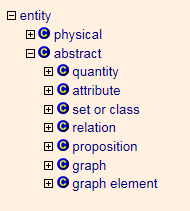 entity
C physical
C abstract
C quantity
C attribute
C set or class
C relation
C proposition
C graph
C graph element